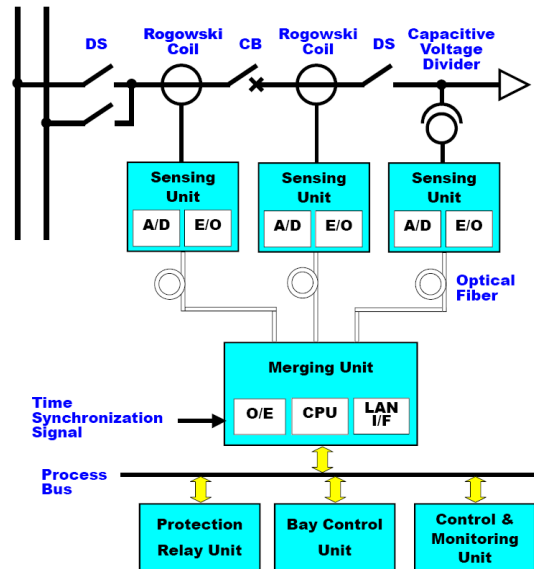 DS
Rogowski
Coil
CB
Rogowski
Coil
DS
Capacitive
Voltage
Divider
Sensing
Unit
A/D
E/O
Sensing
Unit
A/D
E/O
Sensing
Unit
A/D
E/O
Optical
Fiber
Merging Unit
O/E
CPU
LAN
I/F
Time
Synchronization
Signal
Process
Bus
Protection
Relay Unit
Bay Control
Unit
Control &
Monitoring
Unit